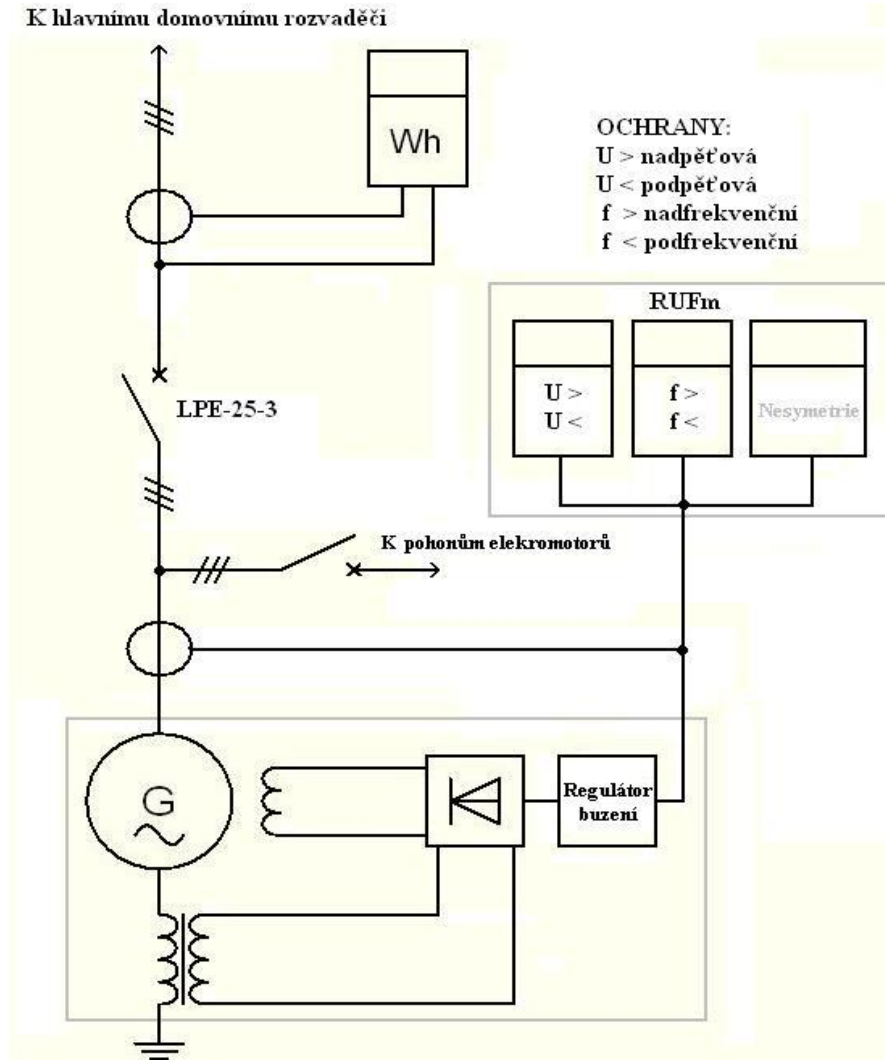 K hlavnímu domovnímu rozvaděči
Wh
OCHRANY:
U > nadpěťová
U < podpěťová
f > nadfrekvenční
f < podfrekvenční
RUFm
U >
U <
f >
f <
Nesymetrie
LPE-25-3
K pohonům elekromotorů
G
Regulátor
buzení